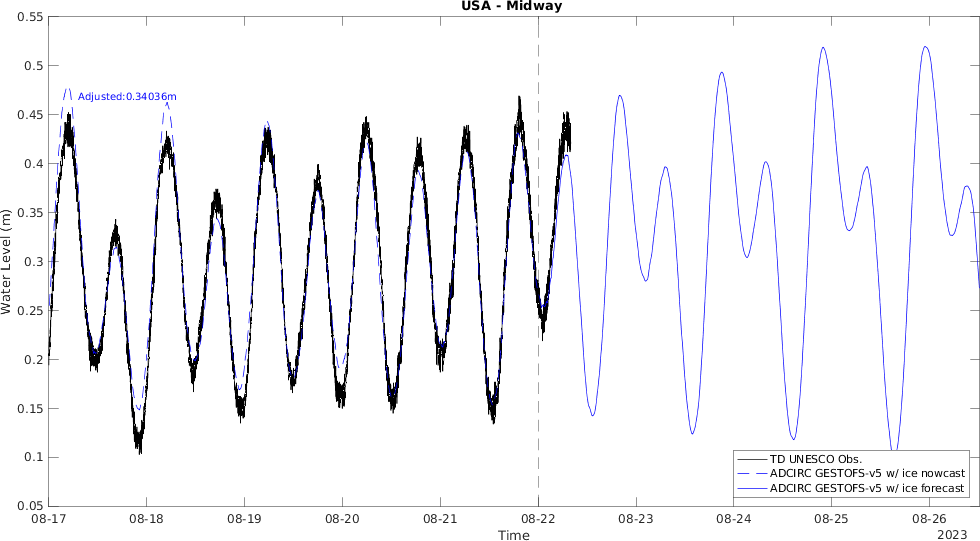 USA - Midway
0.55
0.5
0.45
0.4
0.35
0.3
0.25
0.2
0.15
0.1
0.05
Water Level (m)
Adjusted:0.34036m
TD UNESCO Obs.
ADCIRC GESTOFS-v5 w/ ice nowcast
ADCIRC GESTOFS-v5 w/ ice forecast
08-17 08-18 08-19 08-20 08-21 08-22 08-23 08-24 08-25 08-26
Time
2023